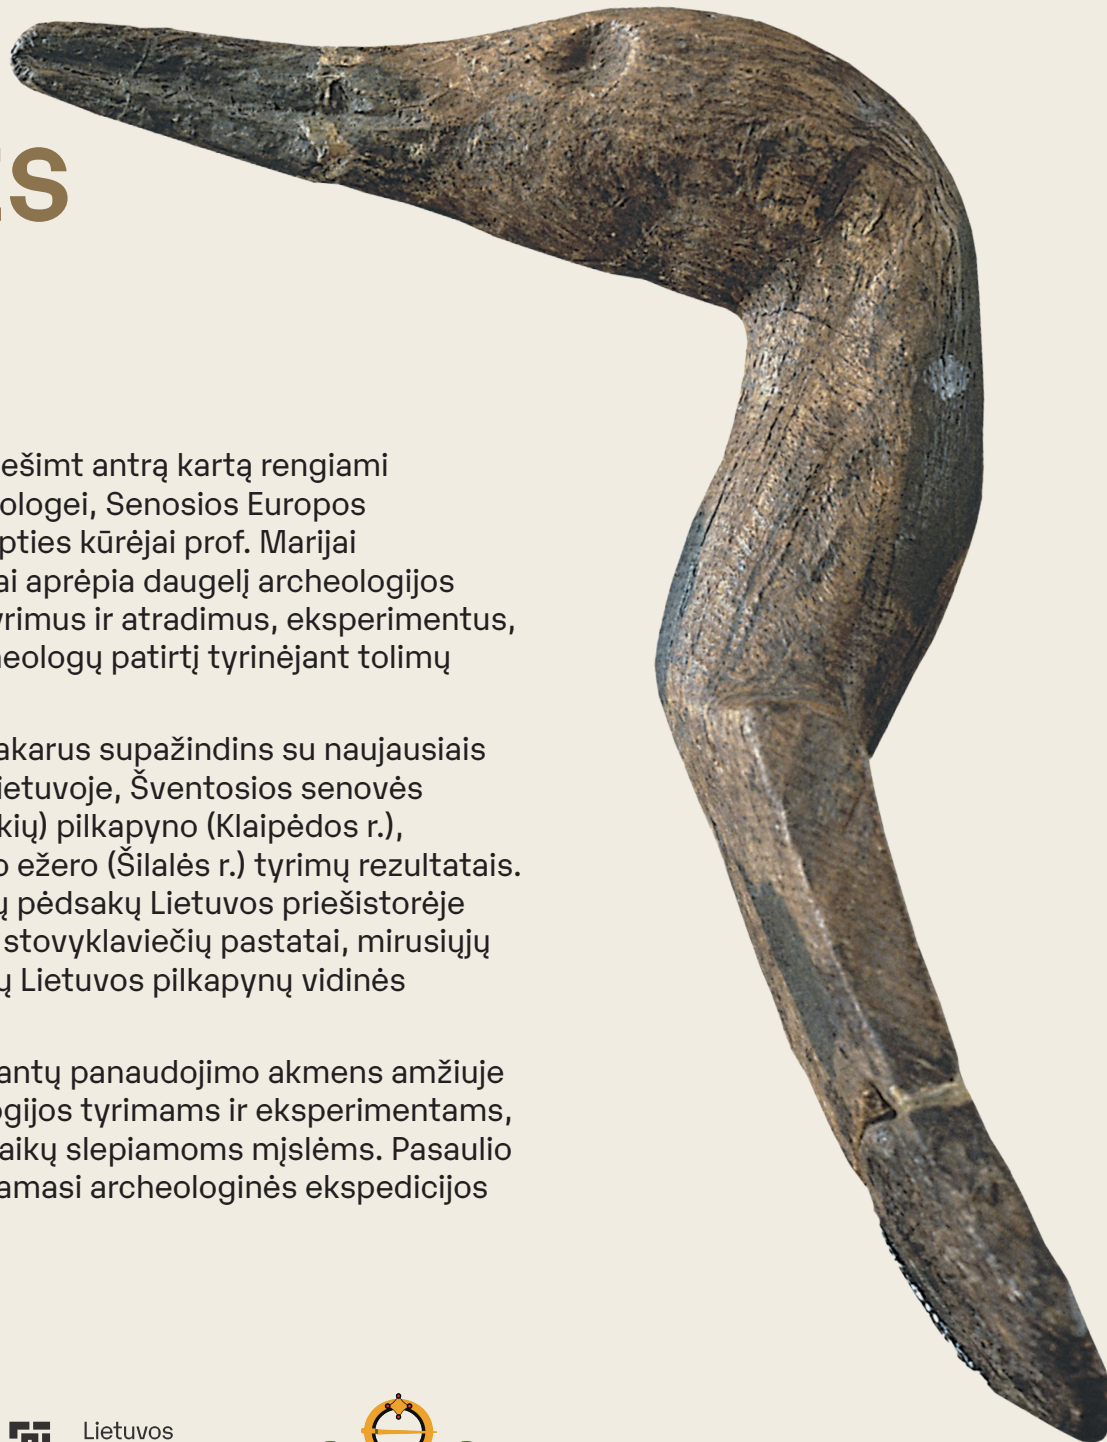 ES
ešimt antrą kartą rengiami
ologei, Senosios Europos
pties kūrėjai prof. Marijai
ai aprėpia daugelį archeologijos
yrimus ir atradimus, eksperimentus,
eologų patirtį tyrinėjant tolimų
akarus supažindins su naujausiais
ietuvoje, Šventosios senovės
kių) pilkapyno (Klaipėdos r.),
o ežero (Šilalės r.) tyrimų rezultatais.
ų pėdsakų Lietuvos priešistorėje
stovyklaviečių pastatai, mirusiųjų
ų Lietuvos pilkapynų vidinės
antų panaudojimo akmens amžiuje
ogijos tyrimams ir eksperimentams,
aikų slepiamoms mįslėms. Pasaulio
amasi archeologinės ekspedicijos
Lietuvos